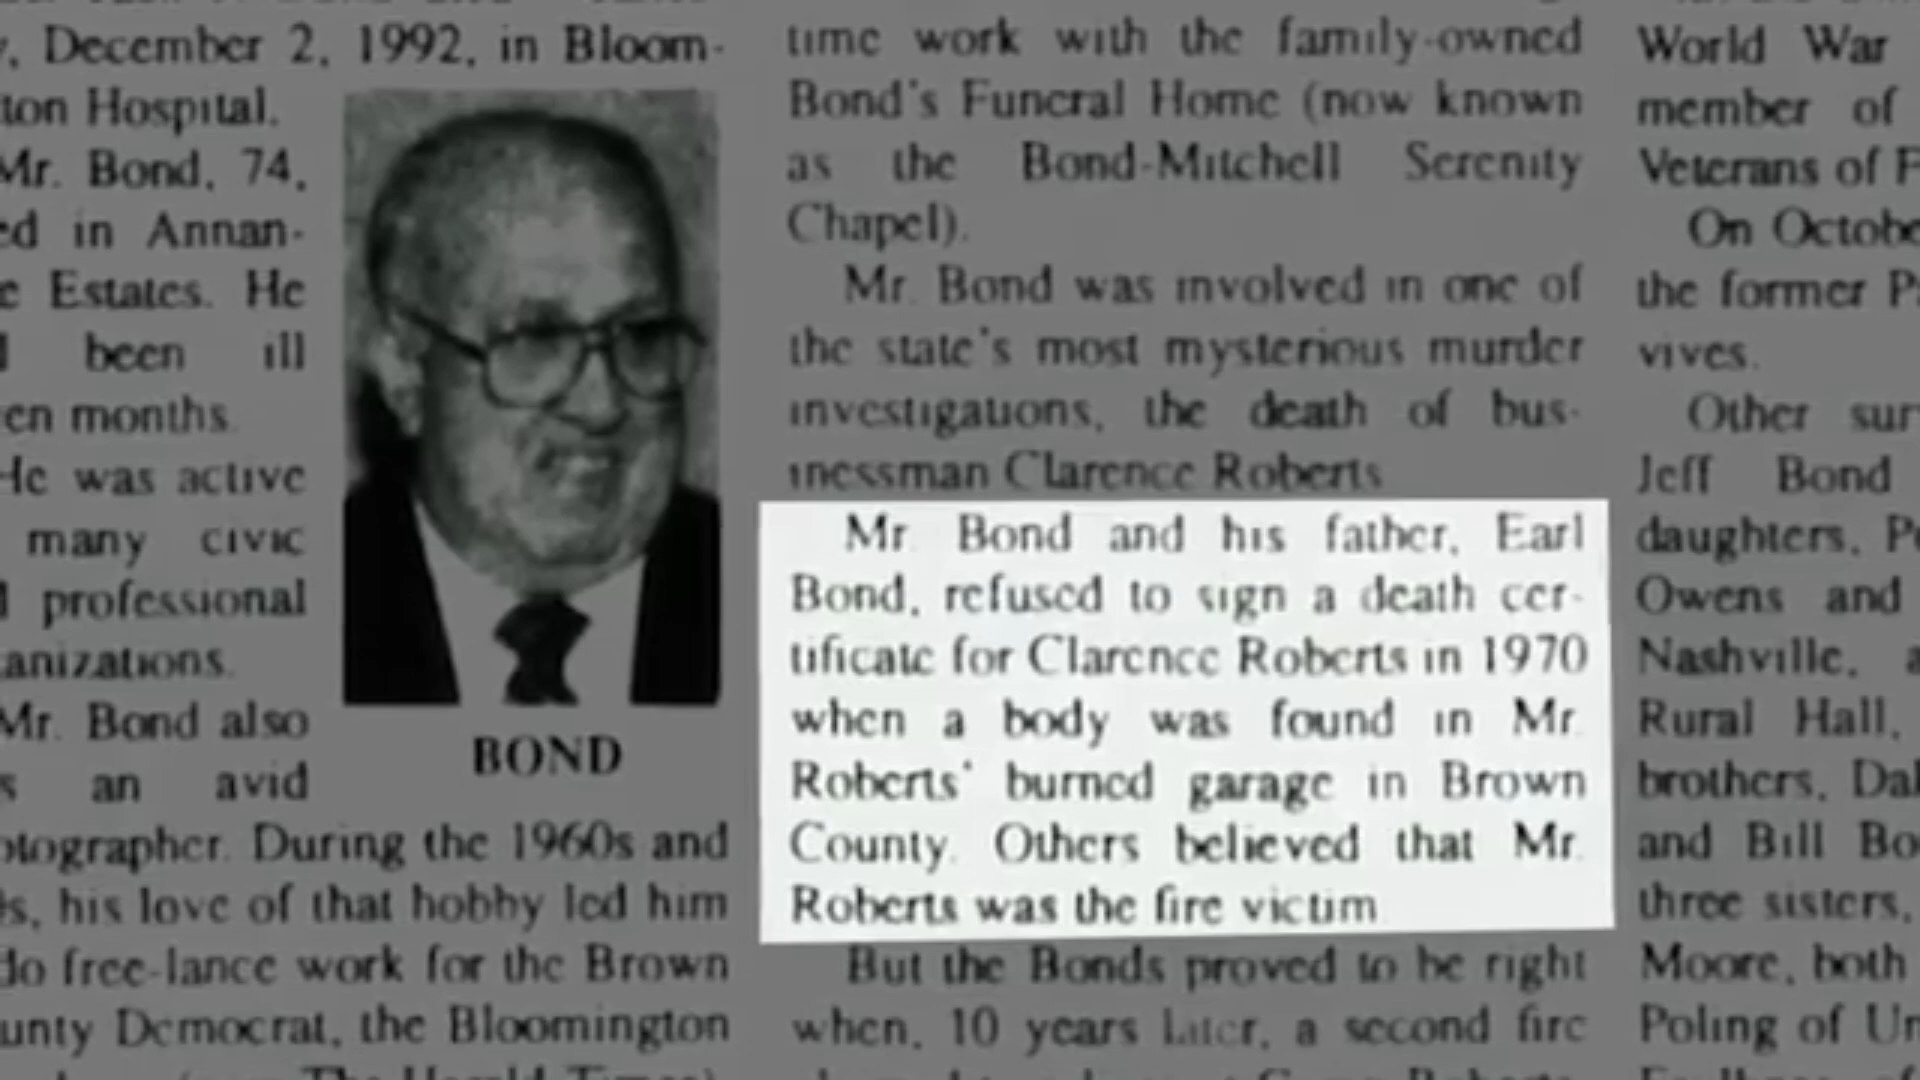 December 2, 1992, in Bloom-
ton Hospital.
Mr. Bond, 74,
ed in Annan-
e Estates. He
been ill
en months.
He was active
many civic
professional
anizations.
Mr. Bond also
s an avid
otographer. During the 1960s and
s, his love of that hobby led him
do free-lance work for the Brown
unty Democrat, the Bloomington
BOND
time work with the family-owned
Bond's Funeral Home (now known
as the Bond-Mitchell Serenity
Chapel).
Mr. Bond was involved in one of
the state's most mysterious murder
investigations, the death of bus-
inessman Clarence Roberts
Mr. Bond and his father, Earl
Bond, refused to sign a death cer-
tificate for Clarence Roberts in 1970
when a body was found in Mr.
Roberts' burned garage in Brown
County. Others believed that Mr.
Roberts was the fire victim
But the Bonds proved to be right
when, 10 years later, a second fire
World War
member of
Veterans of F
On Octobe
the former P
vives.
Other sur
Jeff Bond
daughters, P
Owens and
Nashville, a
Rural Hall,
brothers, Da
and Bill Bo
three sisters,
Moore, both
Poling of Un